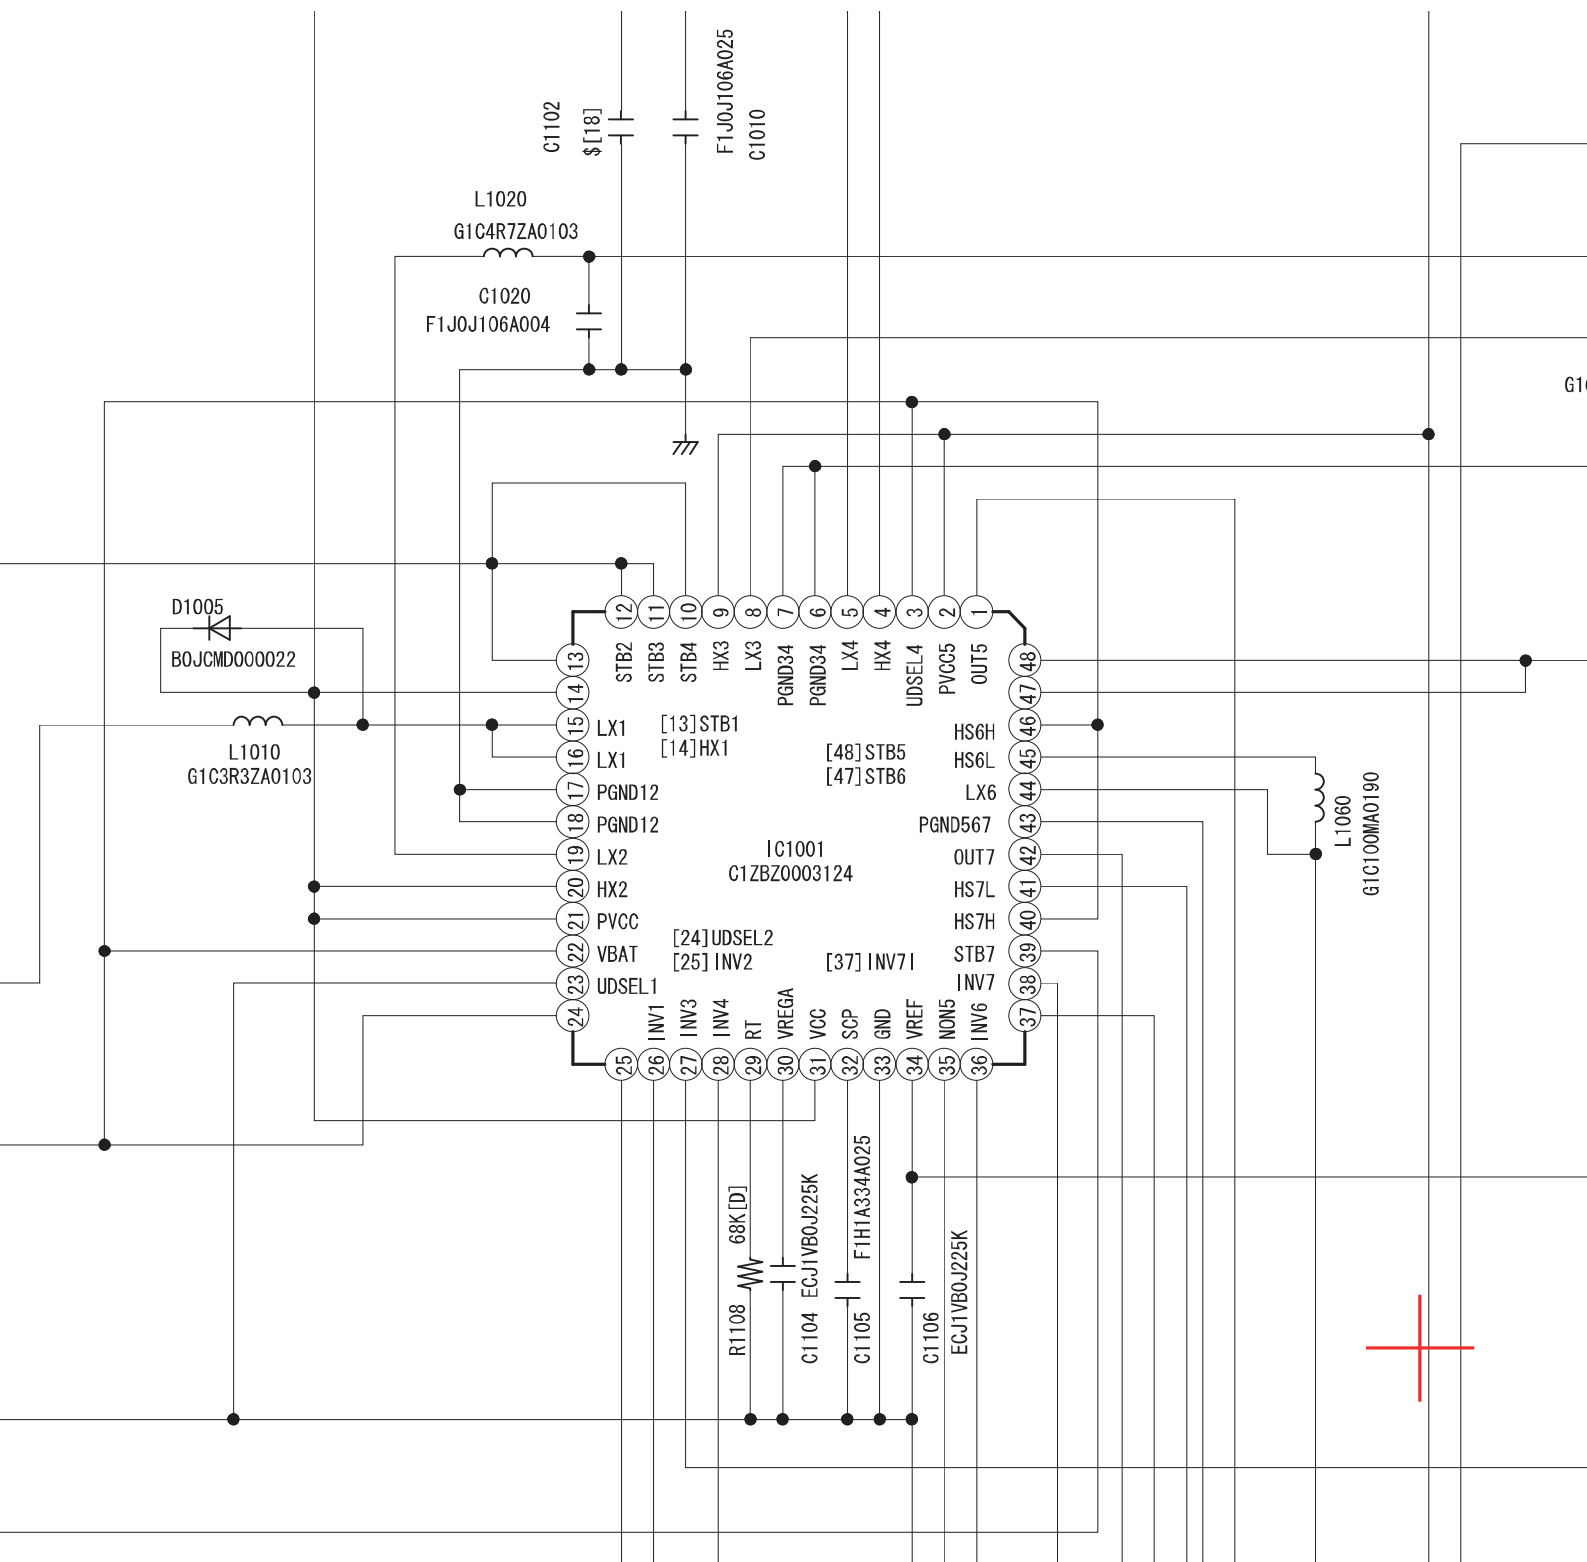 C1102
$[18]
F1J0J106A025
C1010
L1020
G1C4R7ZA0103
C1020
F1J0J106A004
G1
D1005
B0JCMD000022
L1010
G1C3R3ZA0103
12
11
10
9
8
7
6
5
4
3
2
1
STB2
STB3
STB4
HX3
LX3
PGND34
PGND34
LX4
HX4
UDSEL4
PVCC5
OUT5
13
14
15 LX1
16 LX1
17 PGND12
18 PGND12
19 LX2
20 HX2
21 PVCC
22 VBAT
23 UDSEL1
24
[13]STB1
[14]HX1
[48]STB5
[47]STB6
IC1001
C1ZBZ0003124
[24]UDSEL2
[25]INV2
[37]INV7I
48
47
HS6H 46
HS6L 45
LX6 44
PGND567 43
OUT7 42
HS7L 41
HS7H 40
STB7 39
INV7 38
37
L1060
G1C100MA0190
INV1
INV3
INV4
RT
VREGA
VCC
SCP
GND
VREF
NON5
INV6
25
26
27
28
29
30
31
32
33
34
35
36
R1108 68K[D]
C1104 ECJ1VB0J225K
C1105 F1H1A334A025
C1106
ECJ1VB0J225K